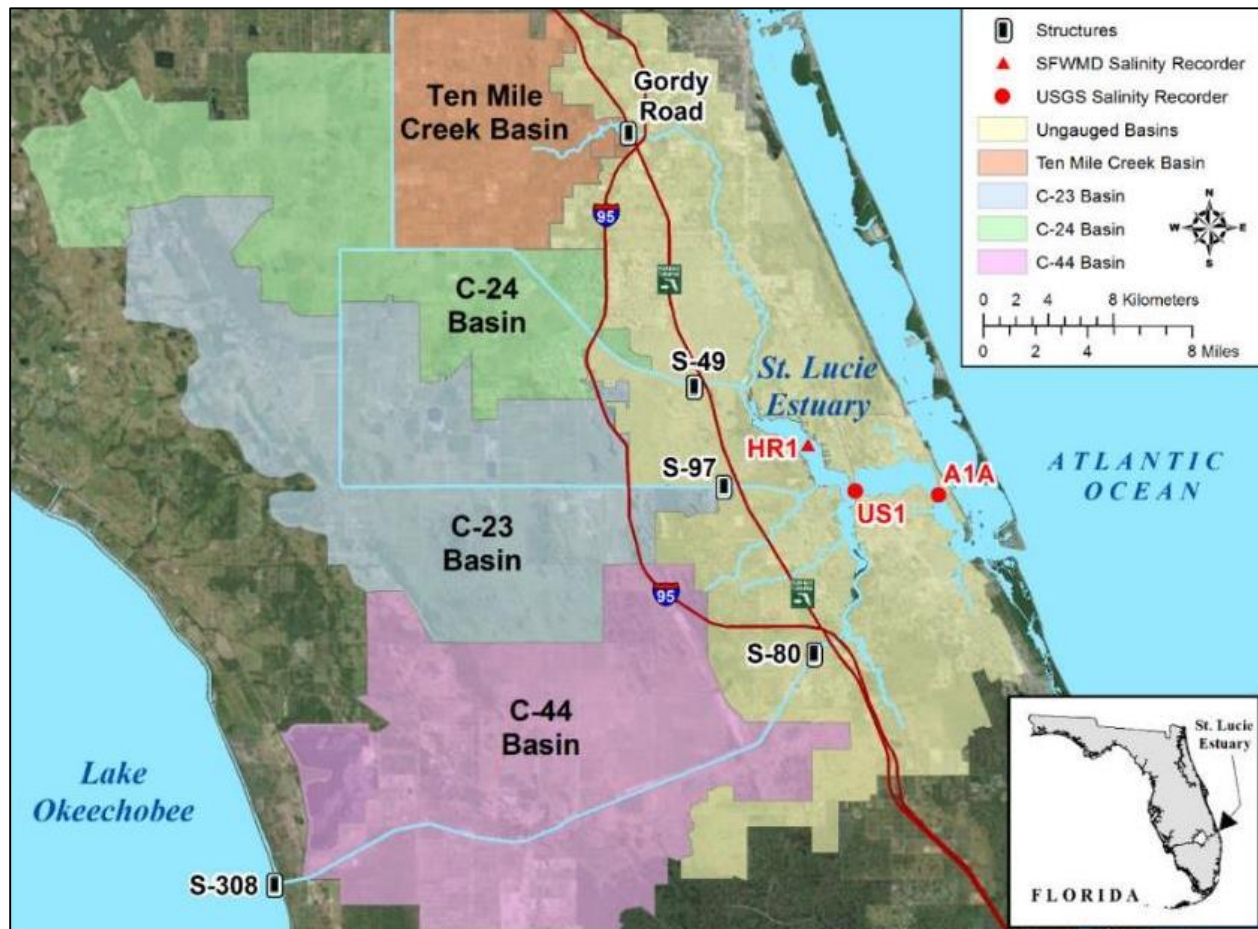 Structures
SFWMD Salinity Recorder
USGS Salinity Recorder
Ungauged Basins
Ten Mile Creek Basin
C-23 Basin
C-24 Basin
C-44 Basin
N
W E
S
0 2 4 8 Kilometers
0 2 4 8 Miles
Gordy
Road
Ten Mile
Creek Basin
95
C-24
Basin
S-49
St. Lucie
Estuary
HR1
S-97
A1A
US1
ATLANTIC
OCEAN
C-23
Basin
95
S-80
C-44
Basin
Lake
Okeechobee
S-308
St. Lucie
Estuary
FLORIDA